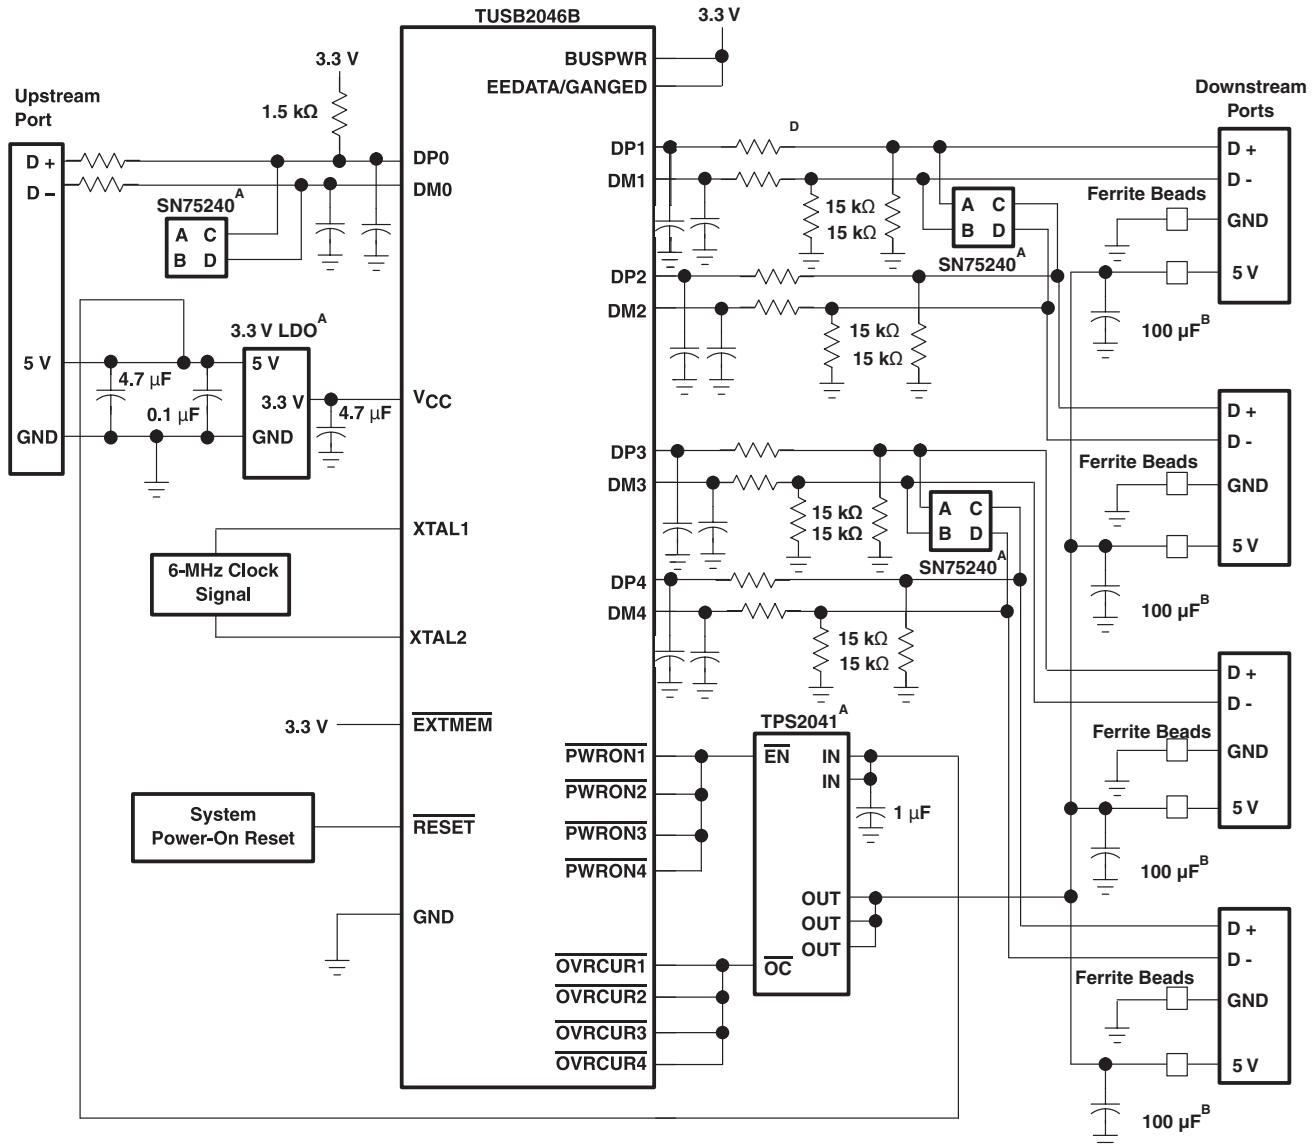 TUSB2046B
3.3 V
BUSPWR
EEDATA/GANGED
3.3 V
1.5 kΩ
Upstream
Port
D +
D –
DP0
DM0
SN75240A
A C
B D
3.3 V LDOA
5 V
4.7 μF
0.1 μF
5 V
3.3 V
GND
GND
4.7 μF
VCC
XTAL1
6-MHz Clock
Signal
XTAL2
3.3 V
EXTMEM
System
Power-On Reset
RESET
GND
DP1
DM1
D
15 kΩ
15 kΩ
A C
B D
SN75240A
DP2
DM2
15 kΩ
15 kΩ
DP3
DM3
15 kΩ
15 kΩ
A C
B D
SN75240A
DP4
DM4
15 kΩ
15 kΩ
PWRON1
PWRON2
PWRON3
PWRON4
OVRCUR1
OVRCUR2
OVRCUR3
OVRCUR4
TPS2041A
EN
IN
IN
1 μF
OUT
OUT
OUT
OC
Downstream
Ports
D +
D -
Ferrite Beads
GND
5 V
100 μFB
D +
D -
Ferrite Beads
GND
5 V
100 μFB
D +
D -
Ferrite Beads
GND
5 V
100 μFB
D +
D -
Ferrite Beads
GND
5 V
100 μFB